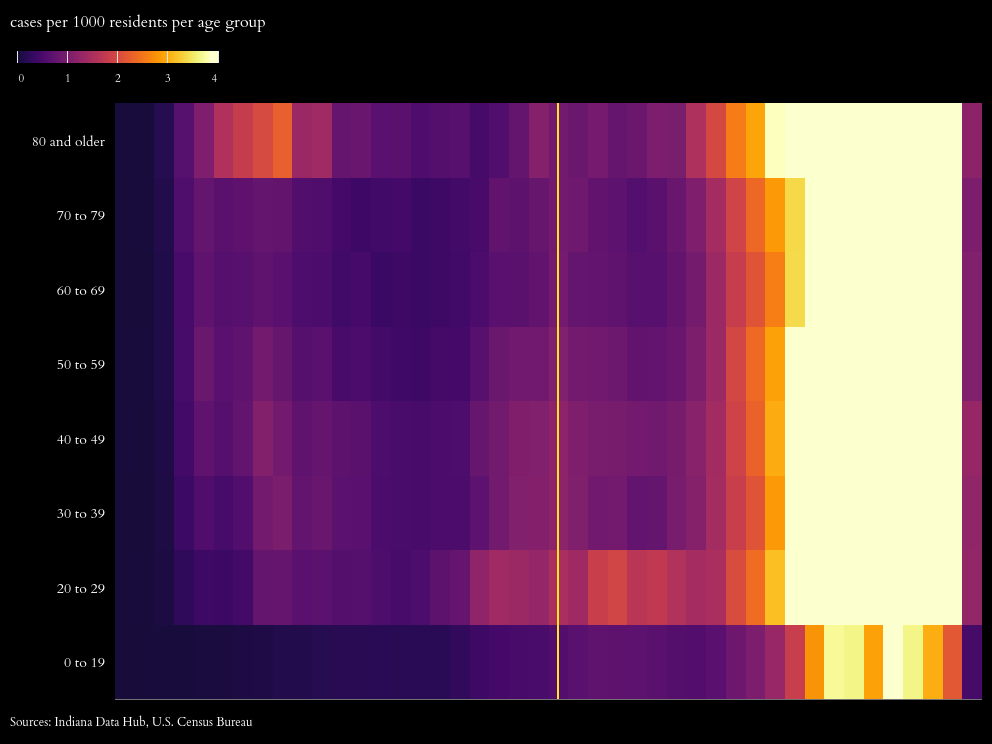 cases per 1000 residents per age group
0 1 2 3 4
80 and older
70 to 79
60 to 69
50 to 59
40 to 49
30 to 39
20 to 29
0 to 19
Sources: Indiana Data Hub, U.S. Census Bureau